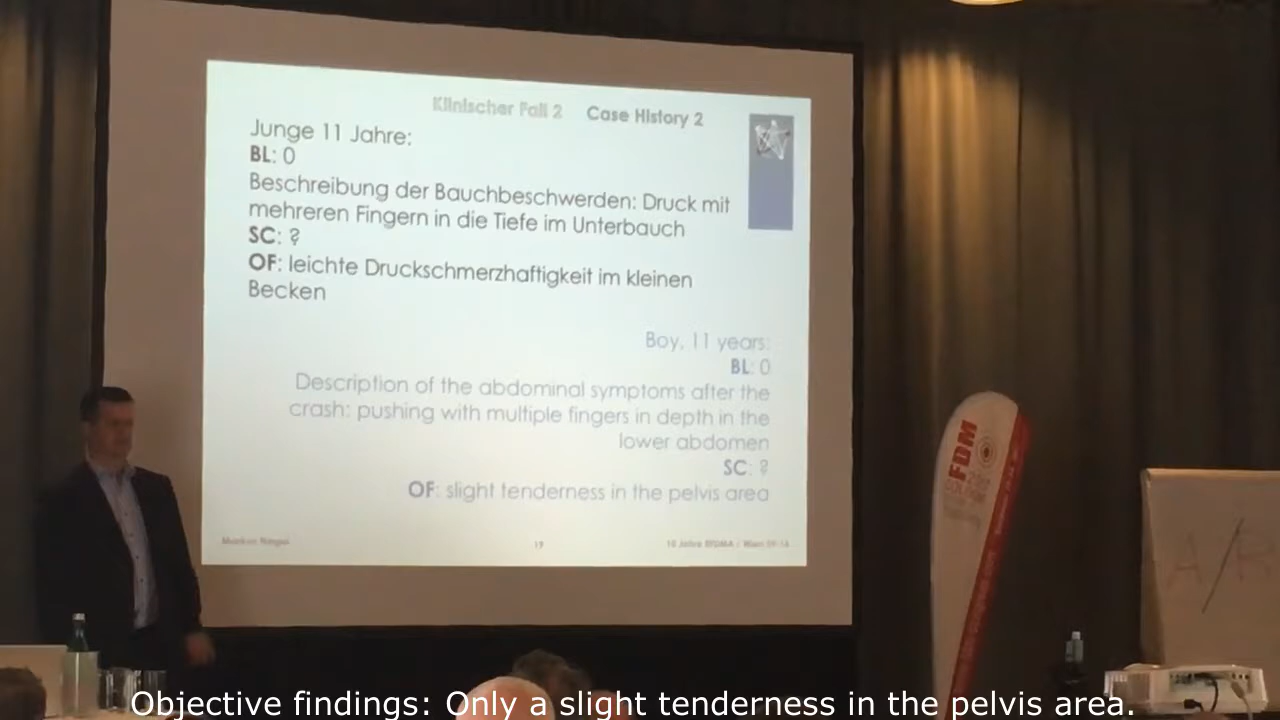 Klinischer Fall 2 Case History 2
Junge 11 Jahre:
BL: 0
Beschreibung der Bauchbeschwerden: Druck mit
mehreren Fingern in die Tiefe im Unterbauch
SC: ?
OF: leichte Druckschmerzhaftigkeit im kleinen
Becken
Boy, 11 years:
BL: 0
Description of the abdominal symptoms after the
crash: pushing with multiple fingers in depth in the
lower abdomen
SC: ?
OF: slight tenderness in the pelvis area
19
10 Jahre
FDM
Objective findings: Only a slight tenderness in the pelvis area.